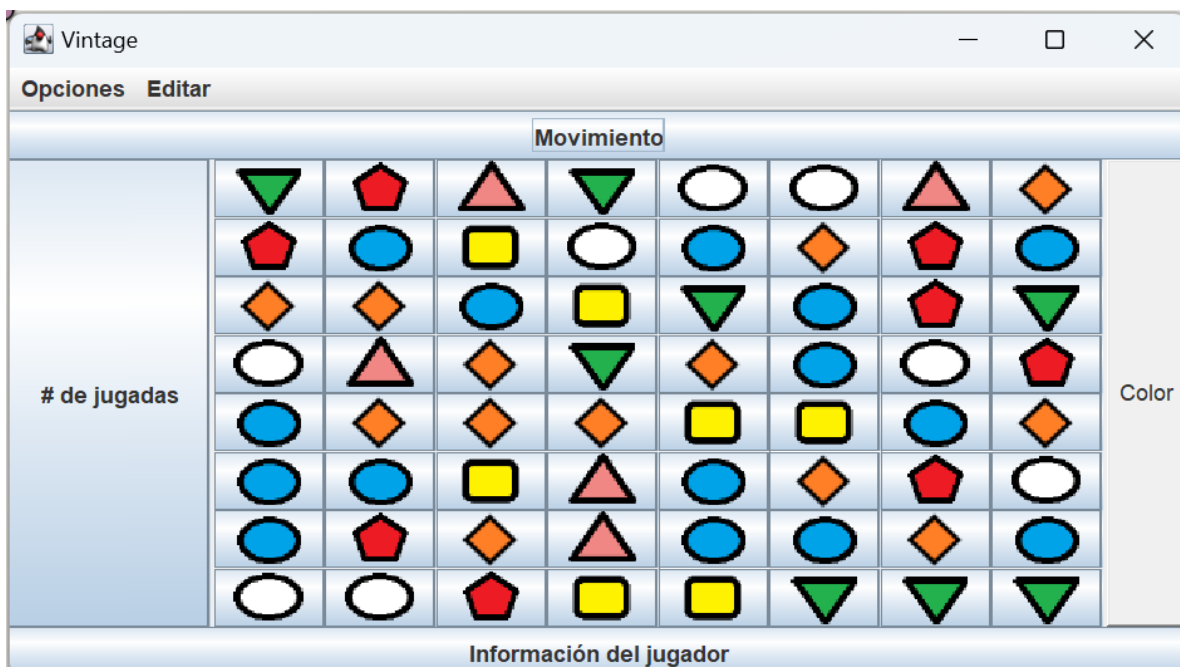 Vintage
Opciones Editar
Movimiento
# de jugadas
Color
Información del jugador